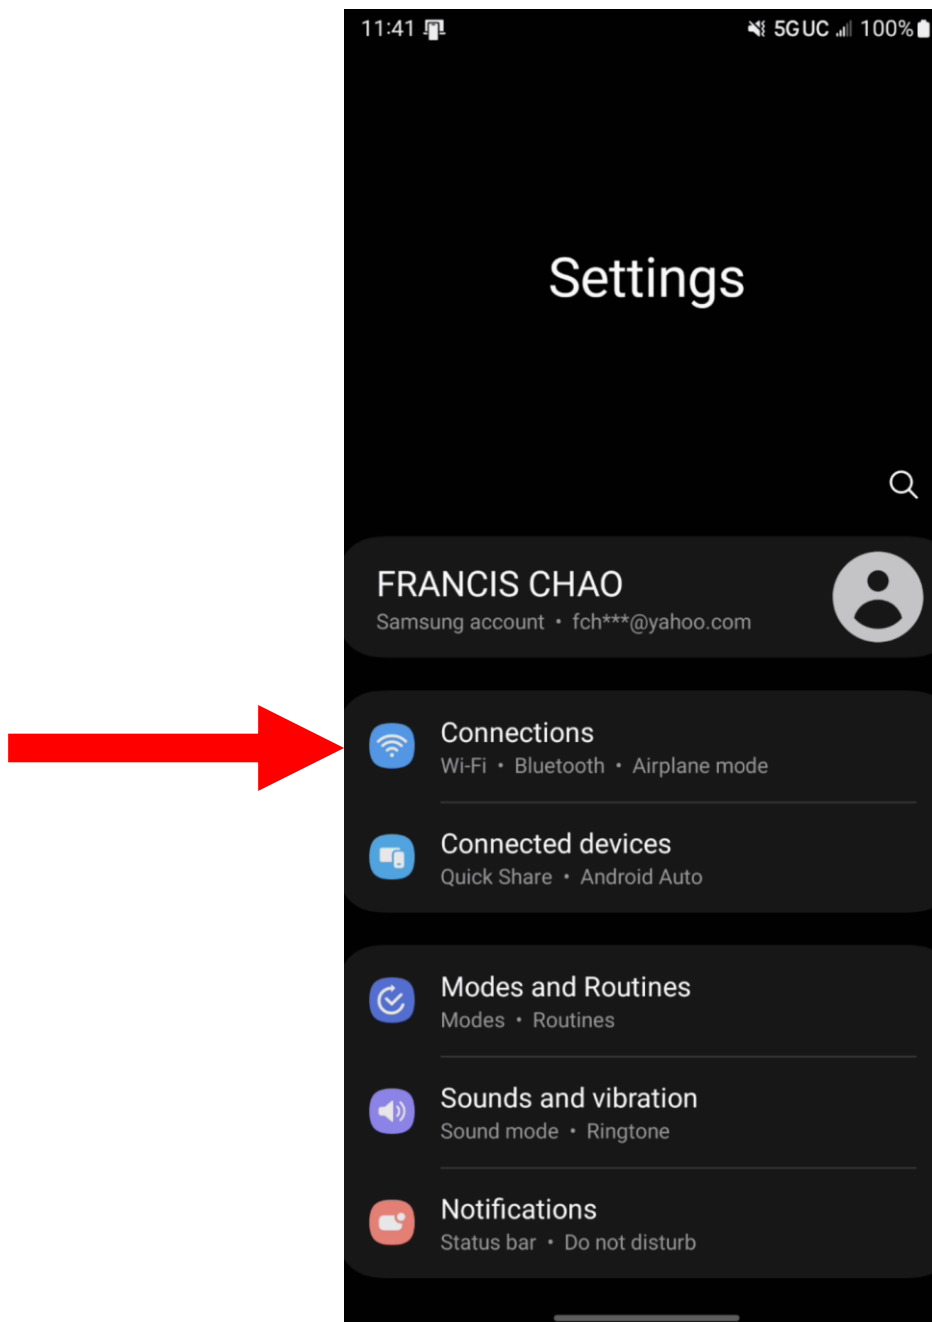 11:41 5G UC 100%
Settings
FRANCIS CHAO
Samsung account • fch***@yahoo.com
Connections
Wi-Fi • Bluetooth • Airplane mode
Connected devices
Quick Share • Android Auto
Modes and Routines
Modes • Routines
Sounds and vibration
Sound mode • Ringtone
Notifications
Status bar • Do not disturb